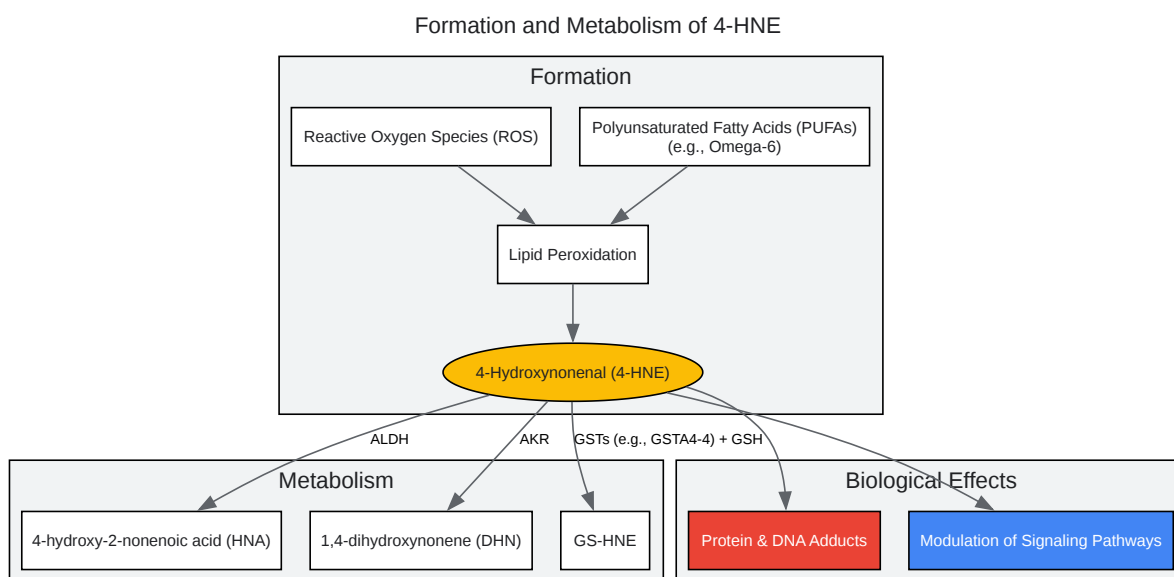 Formation and Metabolism of 4-HNE
Formation
Reactive Oxygen Species (ROS)
Polyunsaturated Fatty Acids (PUFAs)
(e.g., Omega-6)
Lipid Peroxidation
4-Hydroxynonenal (4-HNE)
ALDH
AKR
GSTs (e.g., GSTA4-4) + GSH
Metabolism
4-hydroxy-2-nonenoic acid (HNA)
1,4-dihydroxynonene (DHN)
GS-HNE
Biological Effects
Protein & DNA Adducts
Modulation of Signaling Pathways